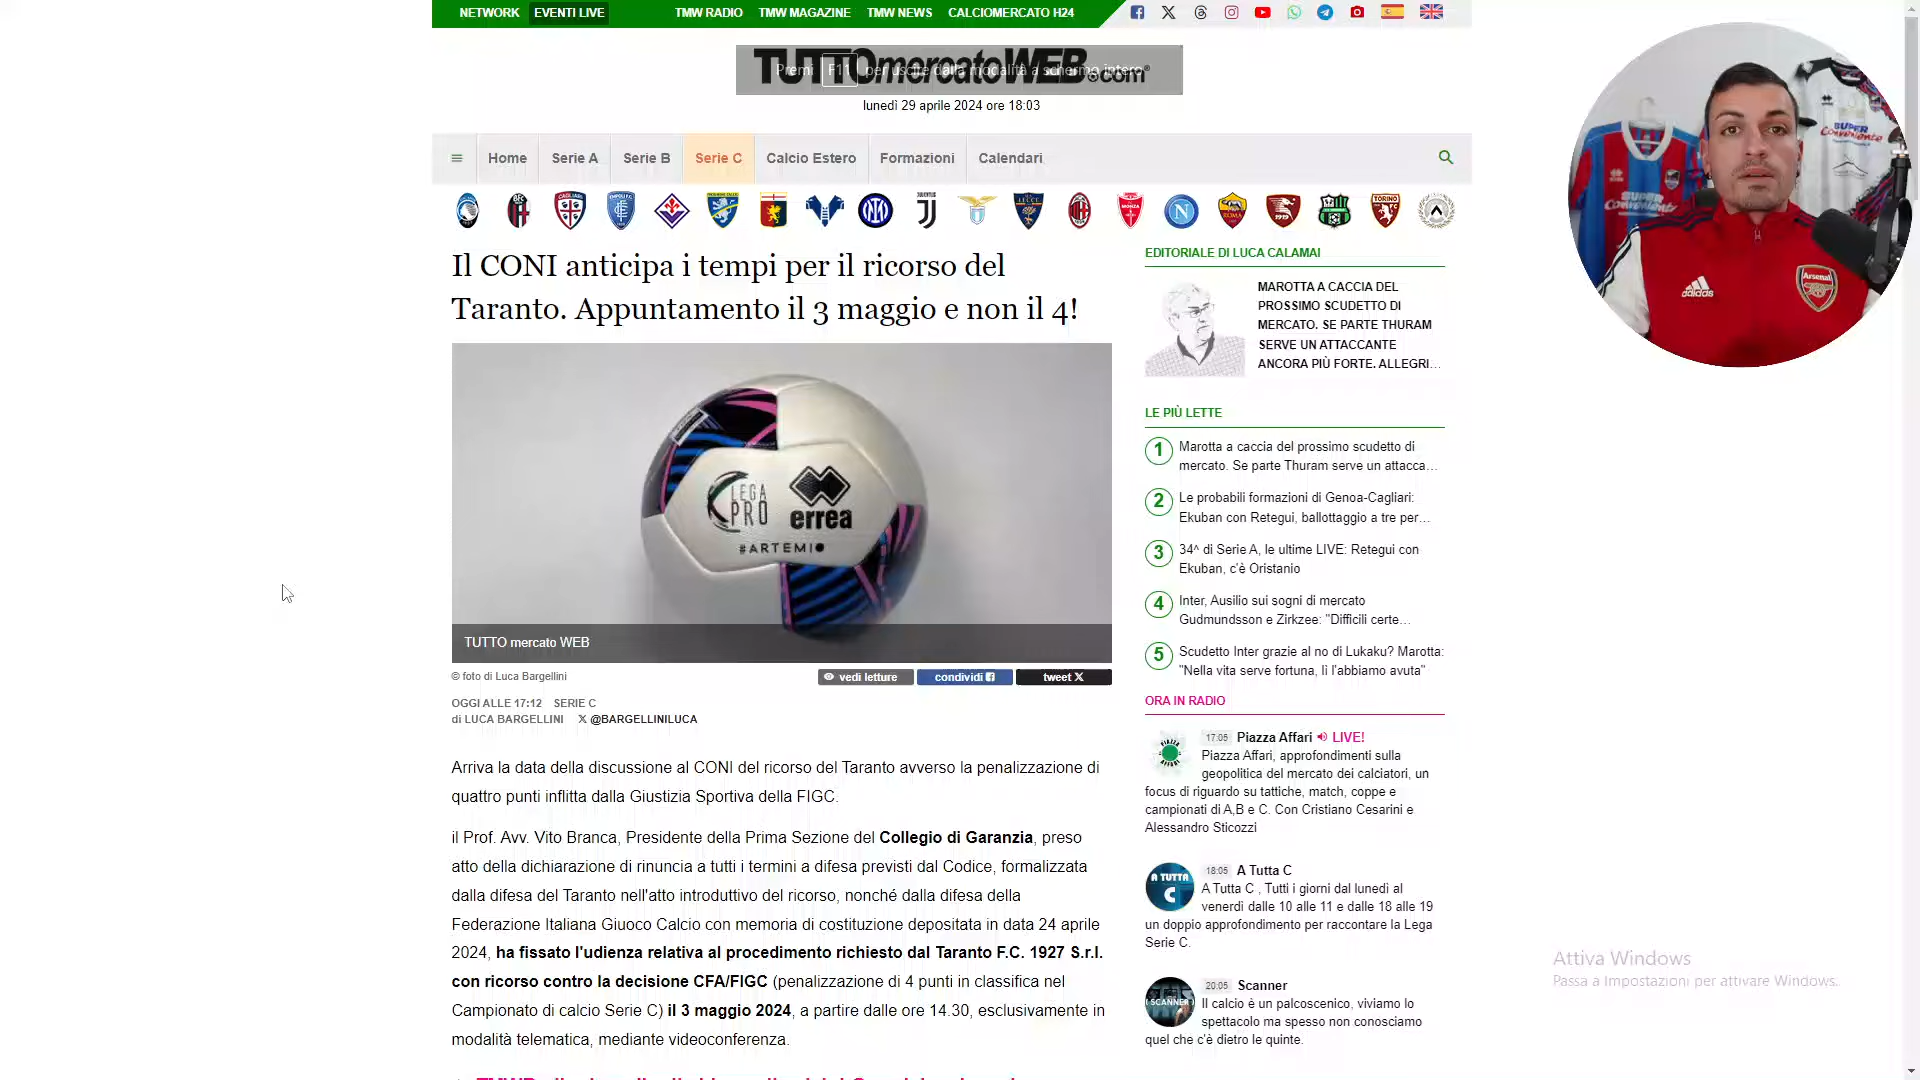 NETWORK
EVENTI LIVE
TMW RADIO
TMW MAGAZINE
TMW NEWS
CALCIOMERCATO H24
TUTTOmercatoWEB.com®
Premi F11 per uscire dalla modalità a schermo intero
lunedì 29 aprile 2024 ore 18:03
Home
Serie A
Serie B
Serie C
Calcio Estero
Formazioni
Calendari
Il CONI anticipa i tempi per il ricorso del
Taranto. Appuntamento il 3 maggio e non il 4!
LEGA
PRO
errea
#ARTEMIO
TUTTO mercato WEB
© foto di Luca Bargellini
vedi letture
condividi
tweet X
OGGI ALLE 17:12 SERIE C
di LUCA BARGELLINI X @BARGELLINILUCA
Arriva la data della discussione al CONI del ricorso del Taranto avverso la penalizzazione di
quattro punti inflitta dalla Giustizia Sportiva della FIGC.
il Prof. Avv. Vito Branca, Presidente della Prima Sezione del Collegio di Garanzia, preso
atto della dichiarazione di rinuncia a tutti i termini a difesa previsti dal Codice, formalizzata
dalla difesa del Taranto nell'atto introduttivo del ricorso, nonché dalla difesa della
Federazione Italiana Giuoco Calcio con memoria di costituzione depositata in data 24 aprile
2024, ha fissato l'udienza relativa al procedimento richiesto dal Taranto F.C. 1927 S.r.l.
con ricorso contro la decisione CFA/FIGC (penalizzazione di 4 punti in classifica nel
Campionato di calcio Serie C) il 3 maggio 2024, a partire dalle ore 14.30, esclusivamente in
modalità telematica, mediante videoconferenza.
EDITORIALE DI LUCA CALAMAI
MAROTTA A CACCIA DEL
PROSSIMO SCUDETTO DI
MERCATO. SE PARTE THURAM
SERVE UN ATTACCANTE
ANCORA PIÙ FORTE. ALLEGRI...
LE PIÙ LETTE
1 Marotta a caccia del prossimo scudetto di
mercato. Se parte Thuram serve un attacca...
2 Le probabili formazioni di Genoa-Cagliari:
Ekuban con Retegui, ballottaggio a tre per...
3 34^ di Serie A, le ultime LIVE: Retegui con
Ekuban, c'è Oristanio
4 Inter, Ausilio sui sogni di mercato
Gudmundsson e Zirkzee: "Difficili certe...
5 Scudetto Inter grazie al no di Lukaku? Marotta:
"Nella vita serve fortuna, lì l'abbiamo avuta"
ORA IN RADIO
17:05 Piazza Affari LIVE!
Piazza Affari, approfondimenti sulla
geopolitica del mercato dei calciatori, un
focus di riguardo su tattiche, match, coppe e
campionati di A,B e C. Con Cristiano Cesarini e
Alessandro Sticozzi
A TUTTA
C
18:05 A Tutta C
A Tutta C , Tutti i giorni dal lunedì al
venerdì dalle 10 alle 11 e dalle 18 alle 19
un doppio approfondimento per raccontare la Lega
Serie C.
SCANNER
20:05 Scanner
Il calcio è un palcoscenico, viviamo lo
spettacolo ma spesso non conosciamo
quel che c'è dietro le quinte.
SUPER
Conveniente
SUPER
Conveniente
adidas
Arsenal
Attiva Windows
Passa a Impostazioni per attivare Windows.